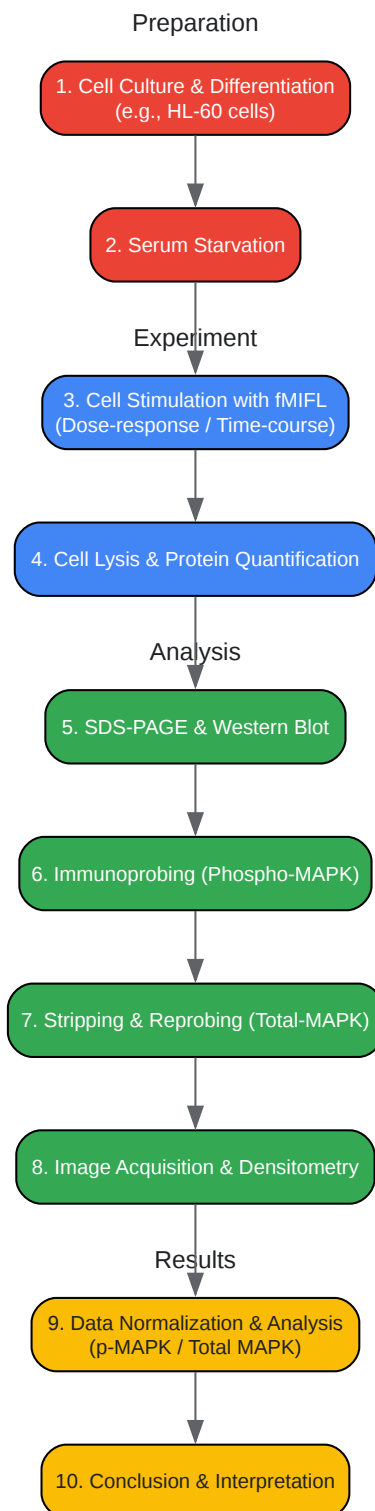 Preparation
1. Cell Culture & Differentiation
(e.g., HL-60 cells)
2. Serum Starvation
Experiment
3. Cell Stimulation with fMIFL
(Dose-response / Time-course)
4. Cell Lysis & Protein Quantification
Analysis
5. SDS-PAGE & Western Blot
6. Immunoprobing (Phospho-MAPK)
7. Stripping & Reprobing (Total-MAPK)
8. Image Acquisition & Densitometry
Results
9. Data Normalization & Analysis
(p-MAPK / Total MAPK)
10. Conclusion & Interpretation